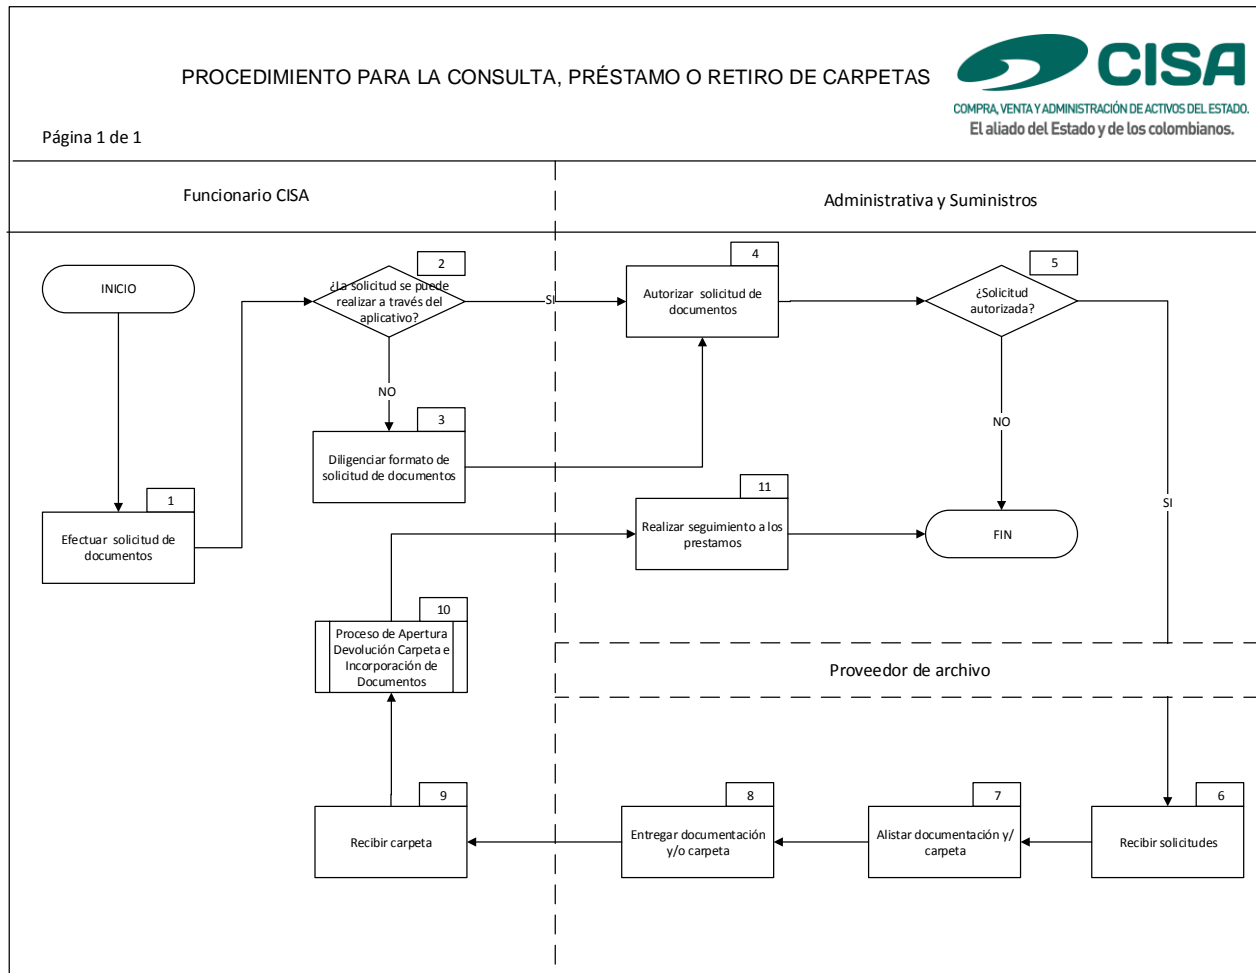 PROCEDIMIENTO PARA LA CONSULTA, PRÉSTAMO O RETIRO DE CARPETAS
CISA
COMPRA, VENTA Y ADMINISTRACIÓN DE ACTIVOS DEL ESTADO.
El aliado del Estado y de los colombianos.
Página 1 de 1
Funcionario CISA
Administrativa y Suministros
INICIO
2
¿La solicitud se puede
realizar a través del
aplicativo?
SI
NO
4
Autorizar solicitud de
documentos
5
¿Solicitud
autorizada?
NO
SI
3
Diligenciar formato de
solicitud de documentos
1
Efectuar solicitud de
documentos
11
Realizar seguimiento a los
prestamos
FIN
10
Proceso de Apertura
Devolución Carpeta e
Incorporación de
Documentos
Proveedor de archivo
9
Recibir carpeta
8
Entregar documentación
y/o carpeta
7
Alistar documentación y/
carpeta
6
Recibir solicitudes